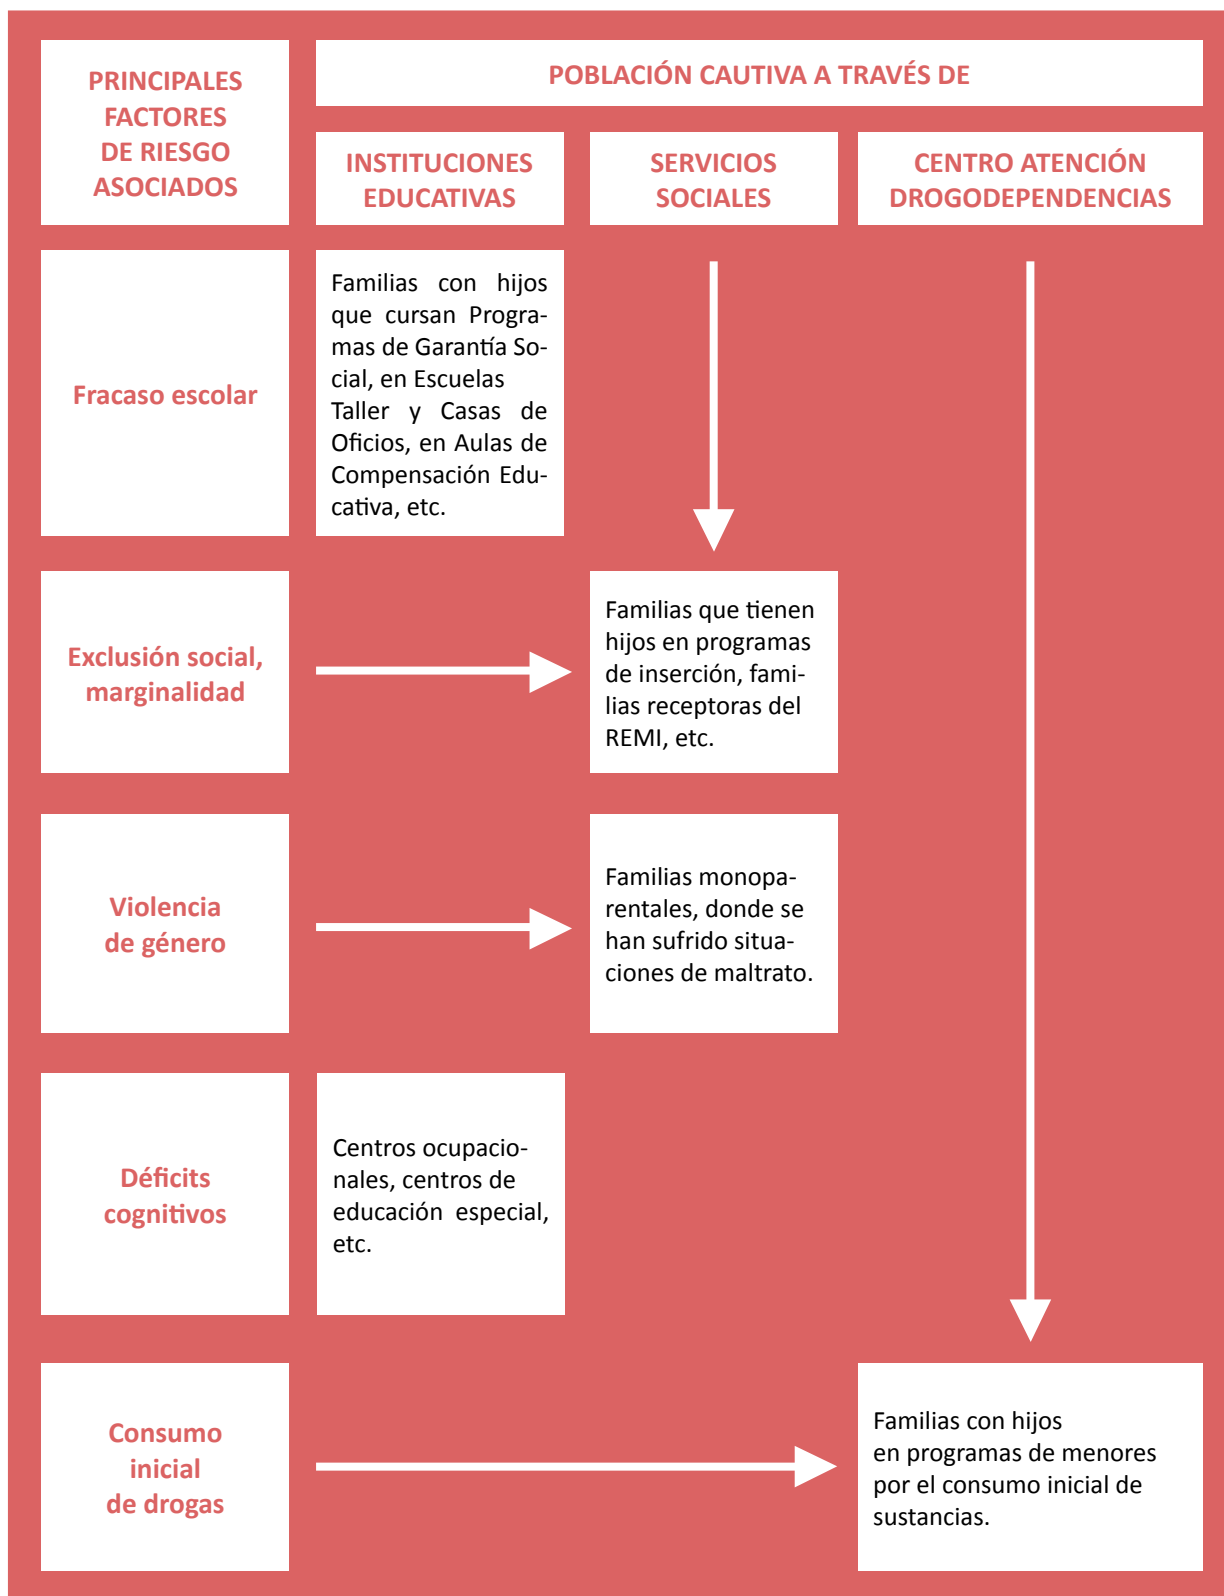 PRINCIPALES
FACTORES
DE RIESGO
ASOCIADOS
POBLACIÓN CAUTIVA A TRAVÉS DE
INSTITUCIONES
EDUCATIVAS
SERVICIOS
SOCIALES
CENTRO ATENCIÓN
DROGODEPENDENCIAS
Fracaso escolar
Familias con hijos
que cursan Progra-
mas de Garantía So-
cial, en Escuelas
Taller y Casas de
Oficios, en Aulas de
Compensación Edu-
cativa, etc.
Exclusión social,
marginalidad
Familias que tienen
hijos en programas
de inserción, fami-
lias receptoras del
REMI, etc.
Violencia
de género
Familias monopa-
rentales, donde se
han sufrido situa-
ciones de maltrato.
Déficits
cognitivos
Centros ocupacio-
nales, centros de
educación especial,
etc.
Consumo
inicial
de drogas
Familias con hijos
en programas de menores
por el consumo inicial de
sustancias.